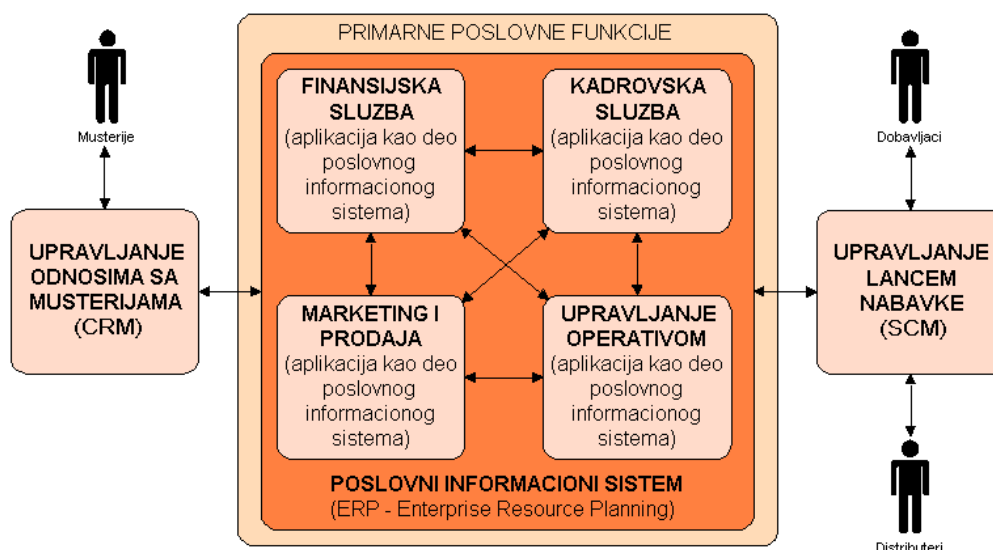 PRIMARNE POSLOVNE FUNKCIJE
Musterije
UPRAVLJANJE
ODNOSIMA SA
MUSTERIJAMA
(CRM)
FINANSIJSKA
SLUZBA
(aplikacija kao deo
poslovnog
informacionog
sistema)
KADROVSKA
SLUZBA
(aplikacija kao deo
poslovnog
informacionog
sistema)
MARKETING I
PRODAJA
(aplikacija kao deo
poslovnog
informacionog
sistema)
UPRAVLJANJE
OPERATIVOM
(aplikacija kao deo
poslovnog
informacionog
sistema)
POSLOVNI INFORMACIONI SISTEM
(ERP - Enterprise Resource Planning)
Dobavljaci
UPRAVLJANJE
LANCEM
NABAVKE
(SCM)
Distributeri